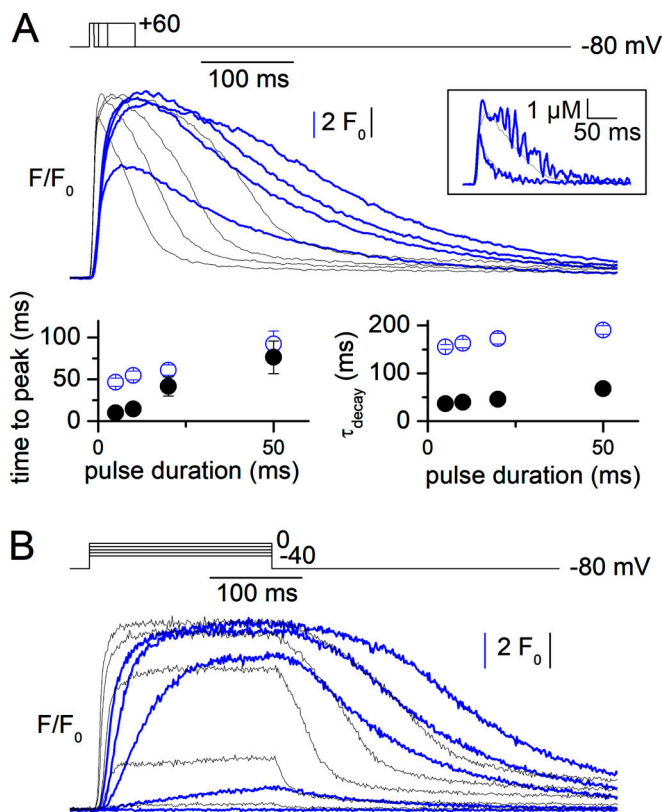 A
+60
-80 mV
100 ms
2 F0
1 μM
50 ms
F/F0
time to peak (ms)
100
50
0
0
50
pulse duration (ms)
τdecay (ms)
200
100
0
0
50
pulse duration (ms)
B
0
-40
-80 mV
100 ms
2 F0
F/F0